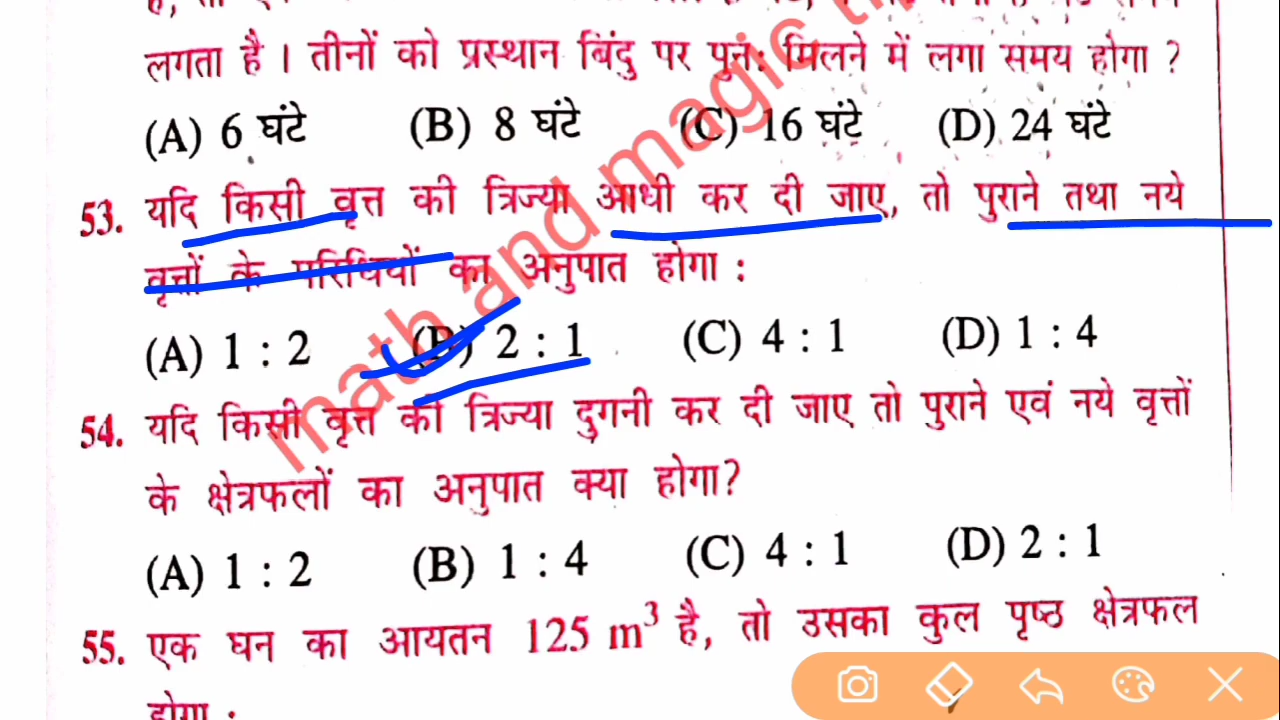 लगता है । तीनों को प्रस्थान बिंदु पर पुन: मिलने में लगा समय होगा ?
(A) 6 घंटे (B) 8 घंटे (C) 16 घंटे (D) 24 घंटे
53. यदि किसी वृत्त की त्रिज्या आधी कर दी जाए, तो पुराने तथा नये
वृत्तों के परिधियों का अनुपात होगा :
(A) 1 : 2 (B) 2 : 1 (C) 4 : 1 (D) 1 : 4
54. यदि किसी वृत्त की त्रिज्या दुगनी कर दी जाए तो पुराने एवं नये वृत्तों
के क्षेत्रफलों का अनुपात क्या होगा?
(A) 1 : 2 (B) 1 : 4 (C) 4 : 1 (D) 2 : 1
55. एक घन का आयतन 125 m³ है, तो उसका कुल पृष्ठ क्षेत्रफल
होगा :
math and magic